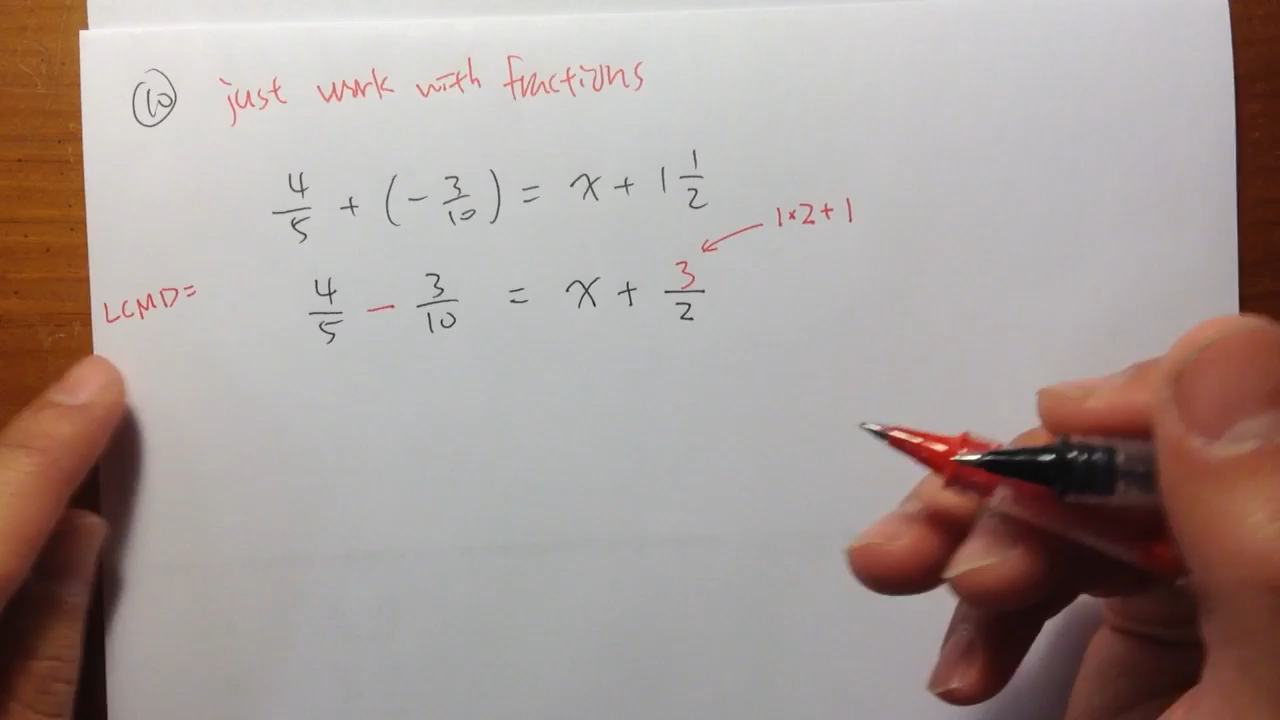 ⑩ just work with fractions
4/5 + (-3/10) = x + 1 1/2
1×2+1
LCMD=
4/5 - 3/10 = x + 3/2